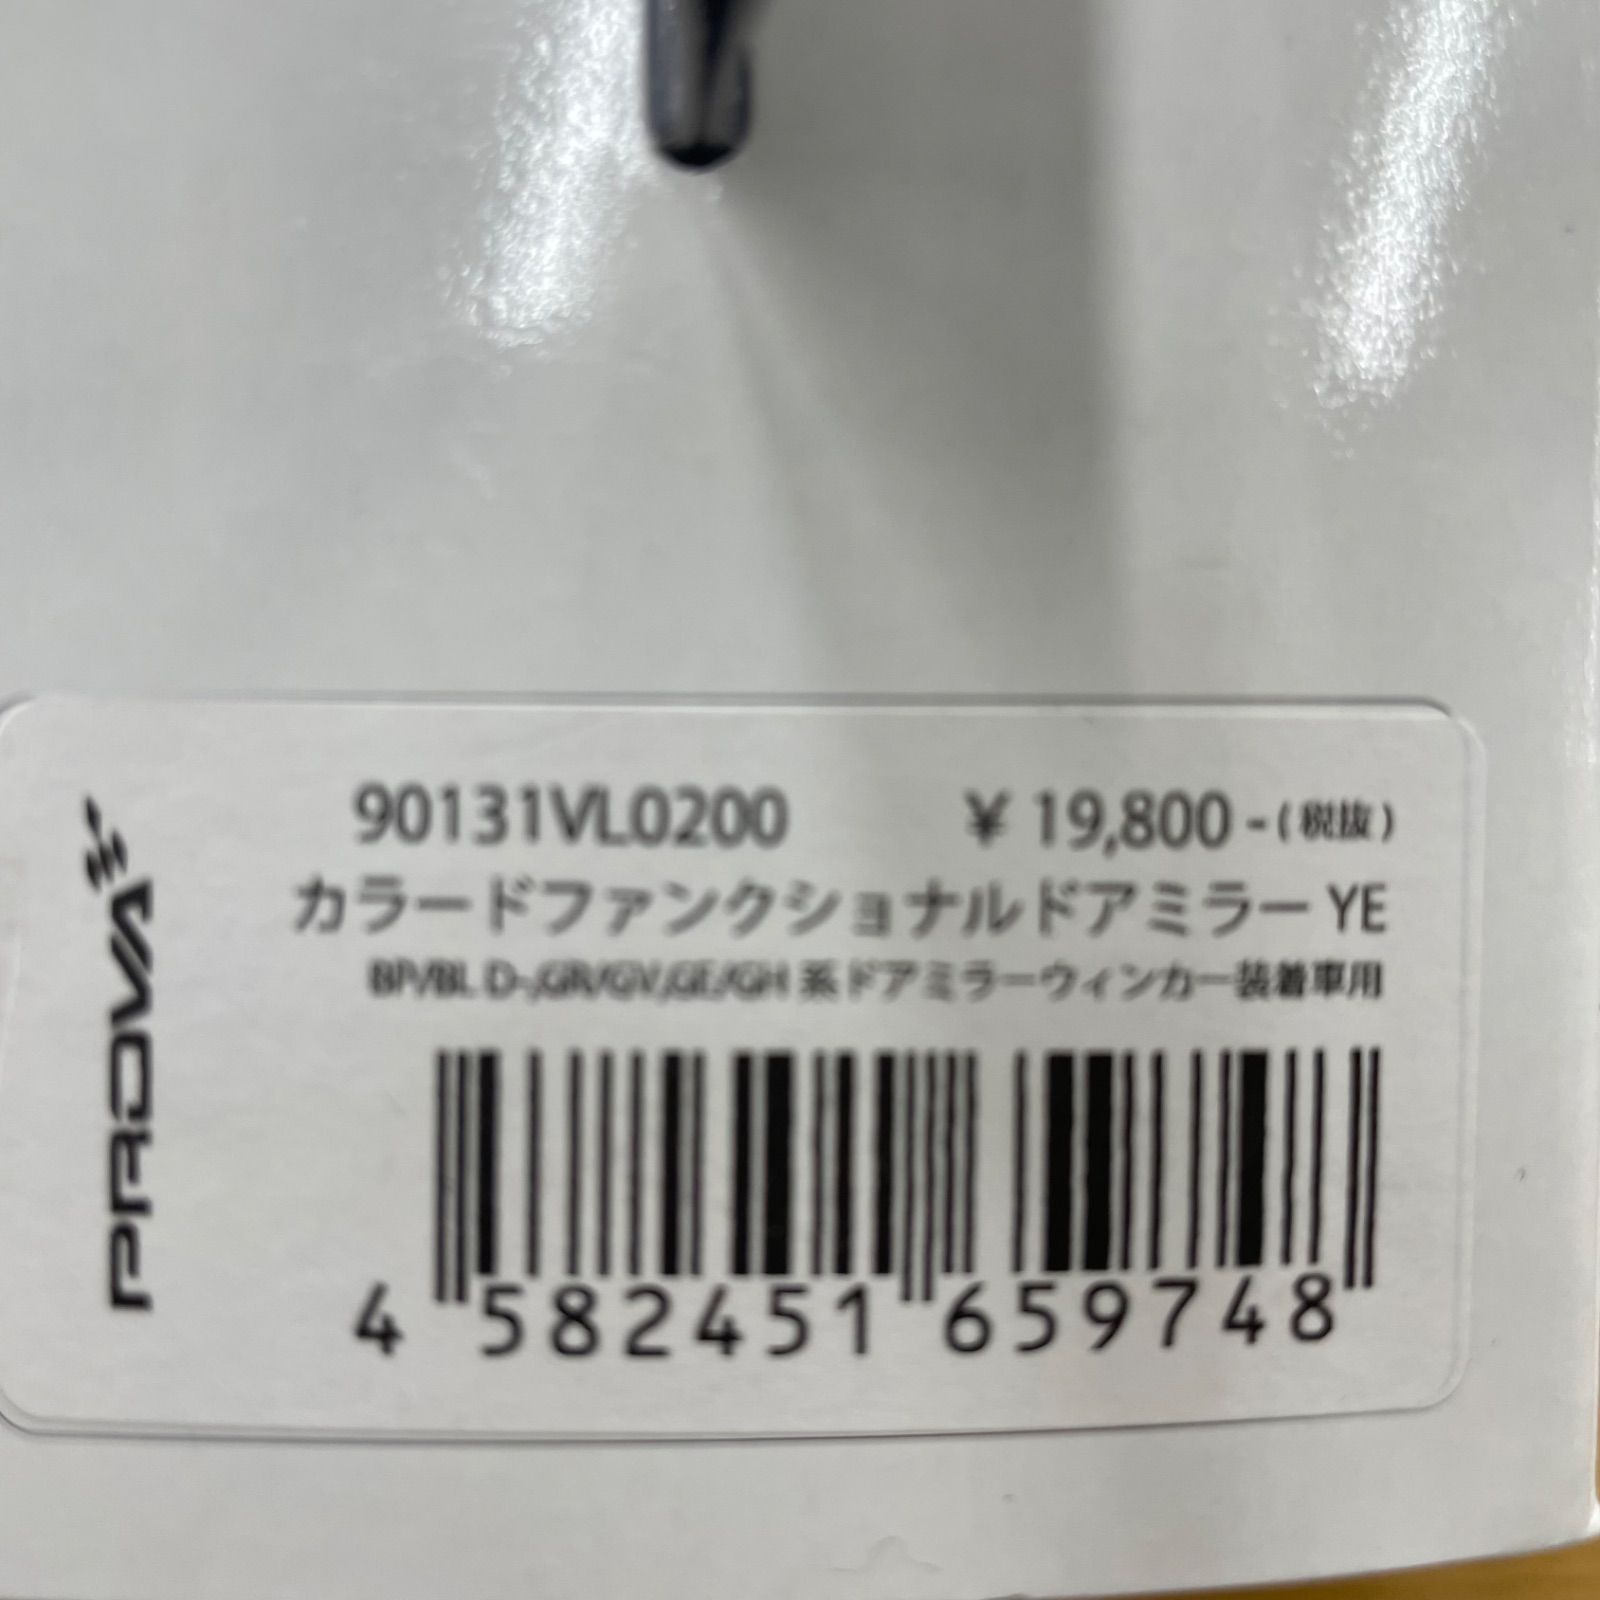 PROVA
90131VL0200 ¥ 19,800 -(税抜)
カラードファンクショナルドアミラー YE
BP/BL D-,GR/GV,GE/GH 系ドアミラーウィンカー装着車用
4 582451 659748